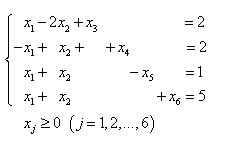 x₁ − 2x₂ + x₃ = 2
−x₁ + x₂ + + x₄ = 2
x₁ + x₂ − x₅ = 1
x₁ + x₂ + x₆ = 5
xⱼ ≥ 0 (j = 1,2,...,6)